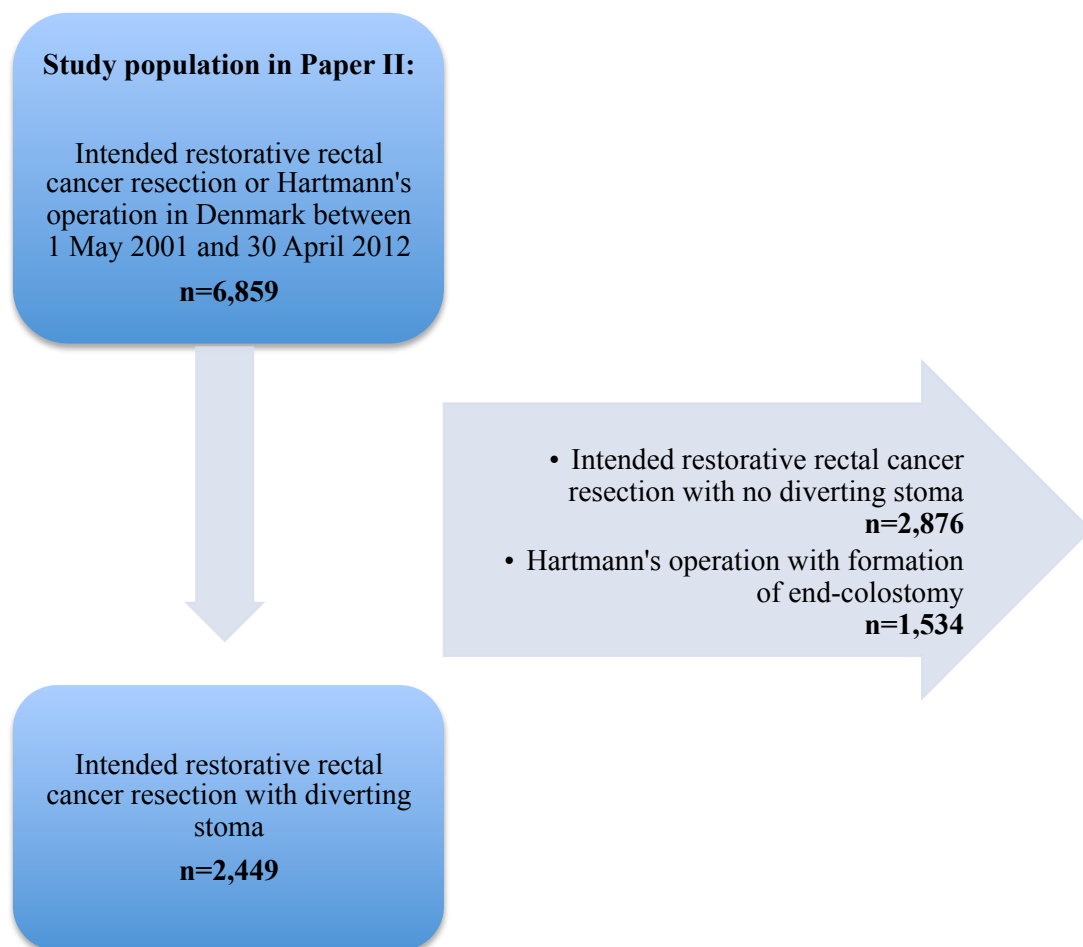 Study population in Paper II:
Intended restorative rectal
cancer resection or Hartmann's
operation in Denmark between
1 May 2001 and 30 April 2012
n=6,859
• Intended restorative rectal cancer
resection with no diverting stoma
n=2,876
• Hartmann's operation with formation
of end-colostomy
n=1,534
Intended restorative rectal
cancer resection with diverting
stoma
n=2,449